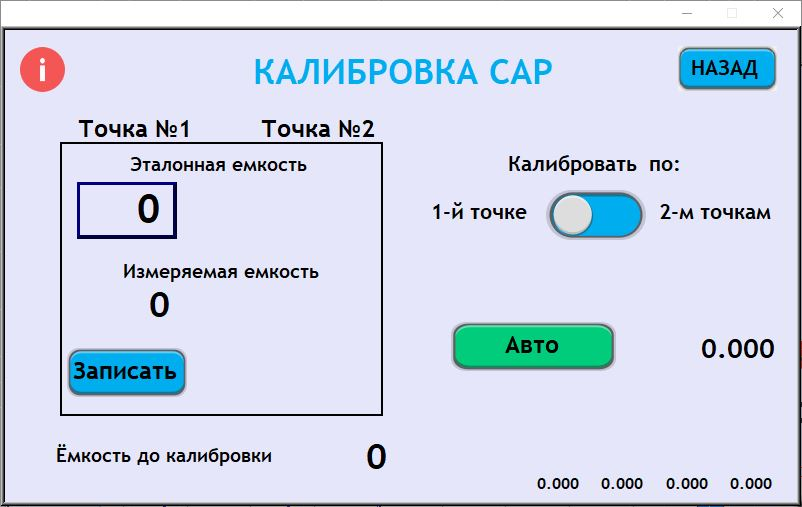 i
КАЛИБРОВКА CAP
НАЗАД
Точка №1 Точка №2
Эталонная емкость
0
Измеряемая емкость
0
Записать
Калибровать по:
1-й точке 2-м точкам
Авто 0.000
Ёмкость до калибровки 0
0.000 0.000 0.000 0.000